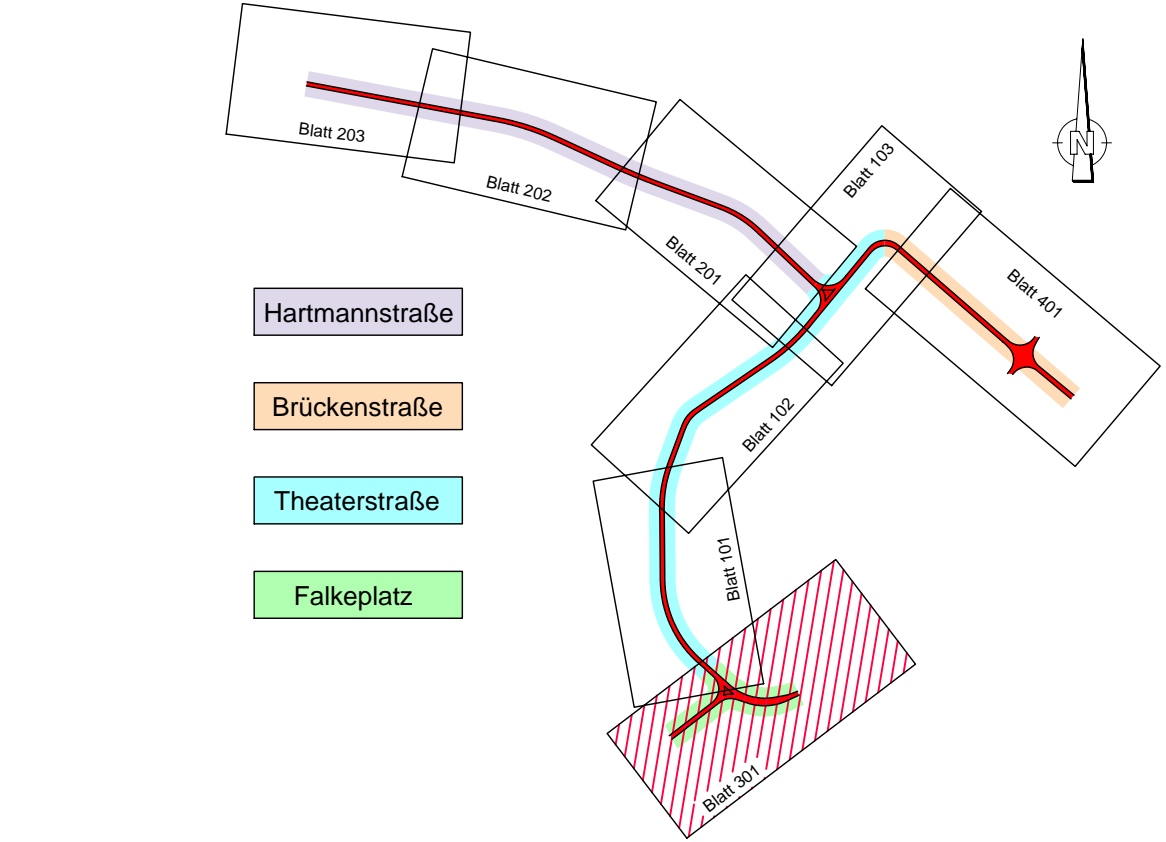 Blatt 203
Blatt 202
Blatt 201
Blatt 103
N
Blatt 401
Hartmannstraße
Brückenstraße
Blatt 102
Theaterstraße
Blatt 101
Falkeplatz
Blatt 301